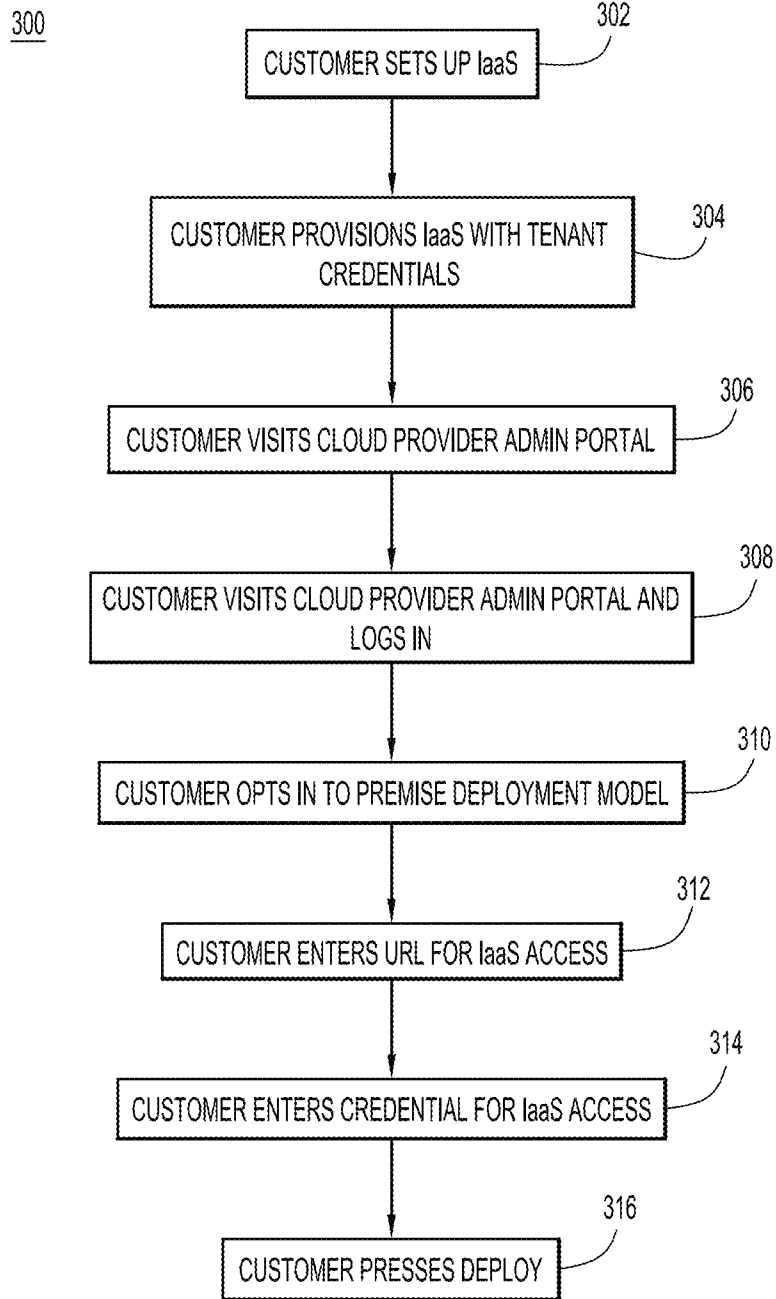 300
302
CUSTOMER SETS UP IaaS
304
CUSTOMER PROVISIONS IaaS WITH TENANT
CREDENTIALS
306
CUSTOMER VISITS CLOUD PROVIDER ADMIN PORTAL
308
CUSTOMER VISITS CLOUD PROVIDER ADMIN PORTAL AND
LOGS IN
310
CUSTOMER OPTS IN TO PREMISE DEPLOYMENT MODEL
312
CUSTOMER ENTERS URL FOR IaaS ACCESS
314
CUSTOMER ENTERS CREDENTIAL FOR IaaS ACCESS
316
CUSTOMER PRESSES DEPLOY